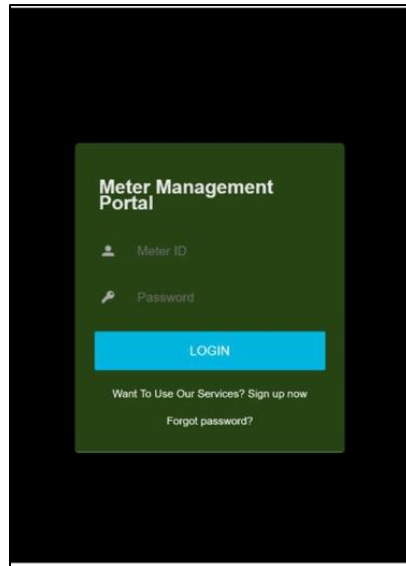 Meter Management
Portal
Meter ID
Password
LOGIN
Want To Use Our Services? Sign up now
Forgot password?